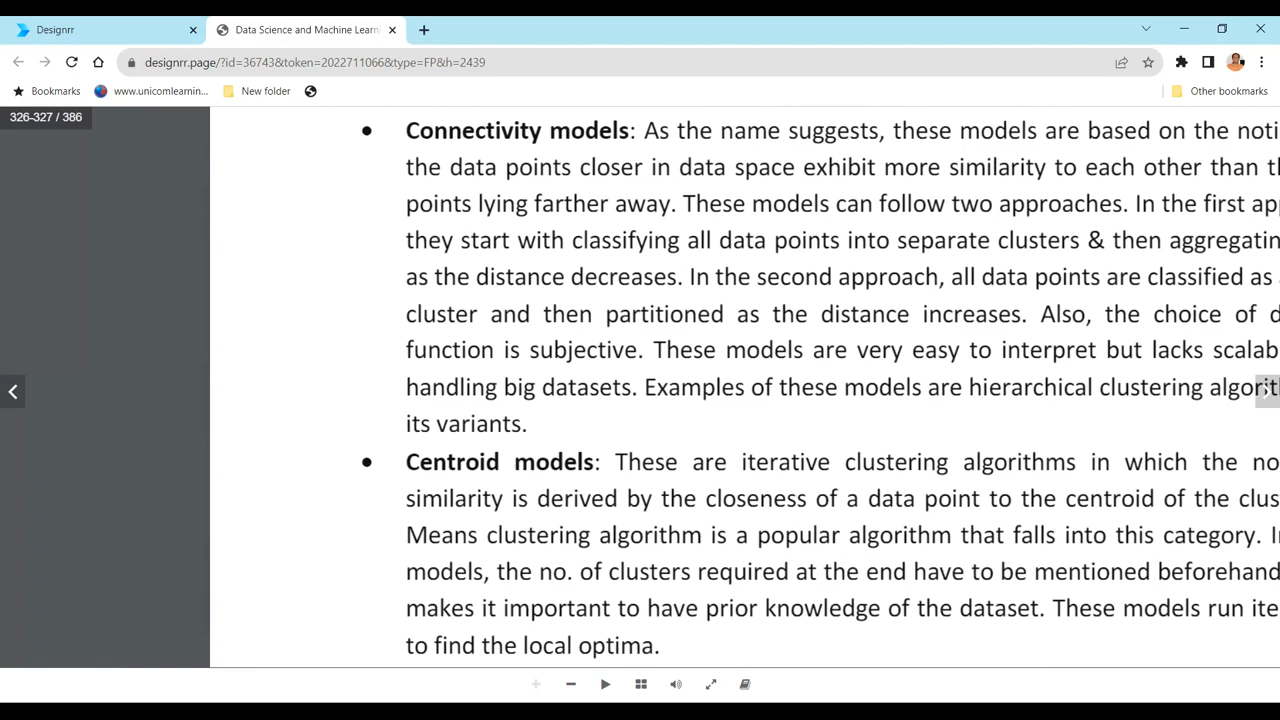 Designrr
Data Science and Machine Learni
designrr.page/?id=36743&token=2022711066&type=FP&h=2439
Bookmarks www.unicomlearnin... New folder Other bookmarks
326-327 / 386
• Connectivity models: As the name suggests, these models are based on the noti
the data points closer in data space exhibit more similarity to each other than th
points lying farther away. These models can follow two approaches. In the first app
they start with classifying all data points into separate clusters & then aggregatin
as the distance decreases. In the second approach, all data points are classified as
cluster and then partitioned as the distance increases. Also, the choice of d
function is subjective. These models are very easy to interpret but lacks scalab
handling big datasets. Examples of these models are hierarchical clustering algorith
its variants.
• Centroid models: These are iterative clustering algorithms in which the no
similarity is derived by the closeness of a data point to the centroid of the clus
Means clustering algorithm is a popular algorithm that falls into this category. In
models, the no. of clusters required at the end have to be mentioned beforehand
makes it important to have prior knowledge of the dataset. These models run ite
to find the local optima.